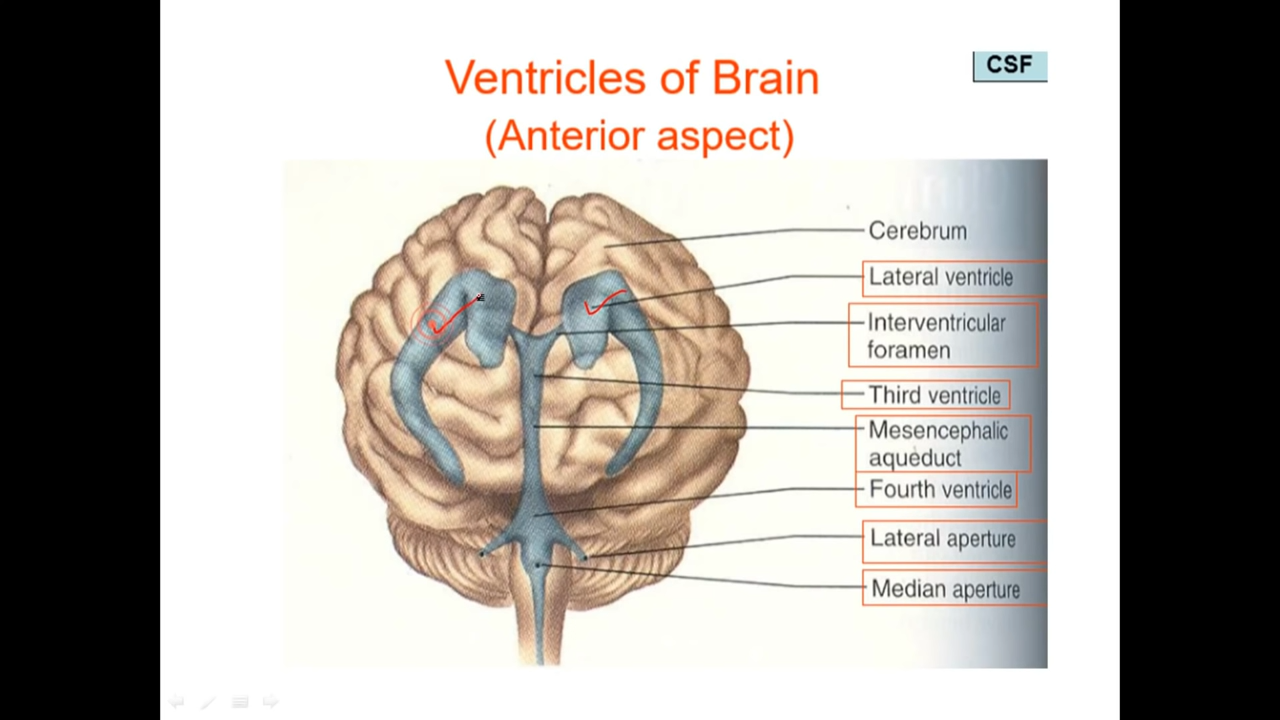 Ventricles of Brain
CSF
(Anterior aspect)
Cerebrum
Lateral ventricle
Interventricular
foramen
Third ventricle
Mesencephalic
aqueduct
Fourth ventricle
Lateral aperture
Median aperture